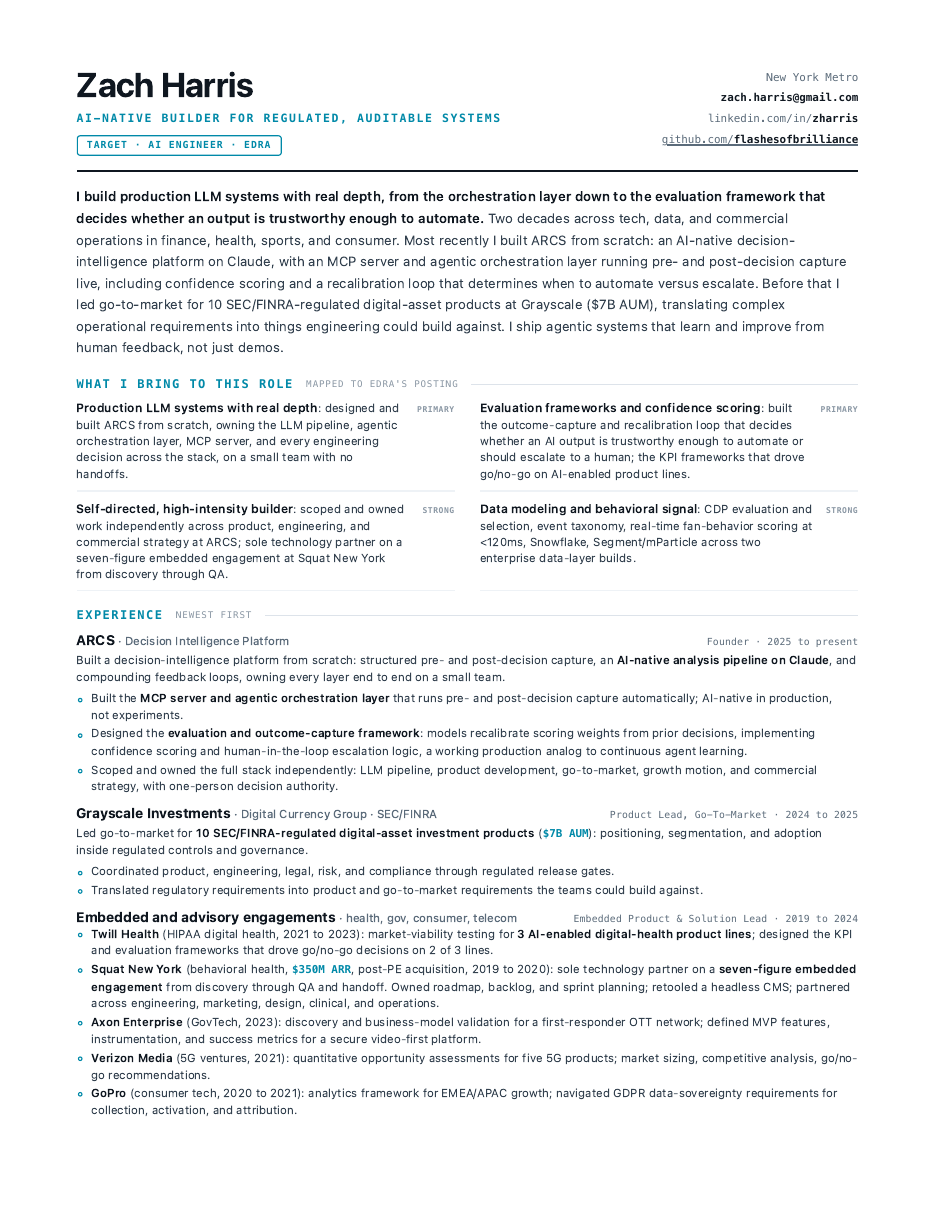 Zach Harris
AI-NATIVE BUILDER FOR REGULATED, AUDITABLE SYSTEMS
TARGET · AI ENGINEER · EDRA
New York Metro
zach.harris@gmail.com
linkedin.com/in/zharris
github.com/flashesofbrilliance
I build production LLM systems with real depth, from the orchestration layer down to the evaluation framework that
decides whether an output is trustworthy enough to automate. Two decades across tech, data, and commercial
operations in finance, health, sports, and consumer. Most recently I built ARCS from scratch: an AI-native decision-
intelligence platform on Claude, with an MCP server and agentic orchestration layer running pre- and post-decision capture
live, including confidence scoring and a recalibration loop that determines when to automate versus escalate. Before that I
led go-to-market for 10 SEC/FINRA-regulated digital-asset products at Grayscale ($7B AUM), translating complex
operational requirements into things engineering could build against. I ship agentic systems that learn and improve from
human feedback, not just demos.
WHAT I BRING TO THIS ROLE MAPPED TO EDRA'S POSTING
Production LLM systems with real depth: designed and PRIMARY
built ARCS from scratch, owning the LLM pipeline, agentic
orchestration layer, MCP server, and every engineering
decision across the stack, on a small team with no
handoffs.
Evaluation frameworks and confidence scoring: built PRIMARY
the outcome-capture and recalibration loop that decides
whether an AI output is trustworthy enough to automate or
should escalate to a human; the KPI frameworks that drove
go/no-go on AI-enabled product lines.
Self-directed, high-intensity builder: scoped and owned STRONG
work independently across product, engineering, and
commercial strategy at ARCS; sole technology partner on a
seven-figure embedded engagement at Squat New York
from discovery through QA.
Data modeling and behavioral signal: CDP evaluation and STRONG
selection, event taxonomy, real-time fan-behavior scoring at
<120ms, Snowflake, Segment/mParticle across two
enterprise data-layer builds.
EXPERIENCE NEWEST FIRST
ARCS · Decision Intelligence Platform Founder · 2025 to present
Built a decision-intelligence platform from scratch: structured pre- and post-decision capture, an AI-native analysis pipeline on Claude, and
compounding feedback loops, owning every layer end to end on a small team.
Built the MCP server and agentic orchestration layer that runs pre- and post-decision capture automatically; AI-native in production,
not experiments.
Designed the evaluation and outcome-capture framework: models recalibrate scoring weights from prior decisions, implementing
confidence scoring and human-in-the-loop escalation logic, a working production analog to continuous agent learning.
Scoped and owned the full stack independently: LLM pipeline, product development, go-to-market, growth motion, and commercial
strategy, with one-person decision authority.
Grayscale Investments · Digital Currency Group · SEC/FINRA Product Lead, Go-To-Market · 2024 to 2025
Led go-to-market for 10 SEC/FINRA-regulated digital-asset investment products ($7B AUM): positioning, segmentation, and adoption
inside regulated controls and governance.
Coordinated product, engineering, legal, risk, and compliance through regulated release gates.
Translated regulatory requirements into product and go-to-market requirements the teams could build against.
Embedded and advisory engagements · health, gov, consumer, telecom Embedded Product & Solution Lead · 2019 to 2024
Twill Health (HIPAA digital health, 2021 to 2023): market-viability testing for 3 AI-enabled digital-health product lines; designed the KPI
and evaluation frameworks that drove go/no-go decisions on 2 of 3 lines.
Squat New York (behavioral health, $350M ARR, post-PE acquisition, 2019 to 2020): sole technology partner on a seven-figure embedded
engagement from discovery through QA and handoff. Owned roadmap, backlog, and sprint planning; retooled a headless CMS; partnered
across engineering, marketing, design, clinical, and operations.
Axon Enterprise (GovTech, 2023): discovery and business-model validation for a first-responder OTT network; defined MVP features,
instrumentation, and success metrics for a secure video-first platform.
Verizon Media (5G ventures, 2021): quantitative opportunity assessments for five 5G products; market sizing, competitive analysis, go/no-
go recommendations.
GoPro (consumer tech, 2020 to 2021): analytics framework for EMEA/APAC growth; navigated GDPR data-sovereignty requirements for
collection, activation, and attribution.